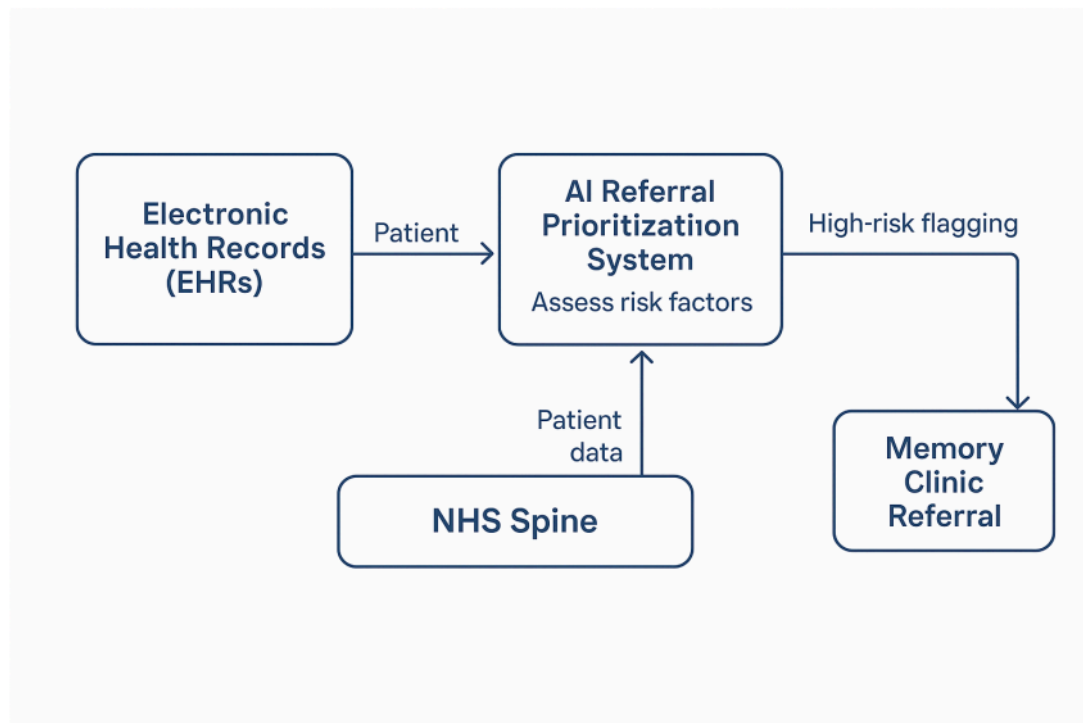 Electronic
Health Records
(EHRs)
Patient
AI Referral
Prioritization
System
Assess risk factors
High-risk flagging
Patient
data
NHS Spine
Memory
Clinic
Referral